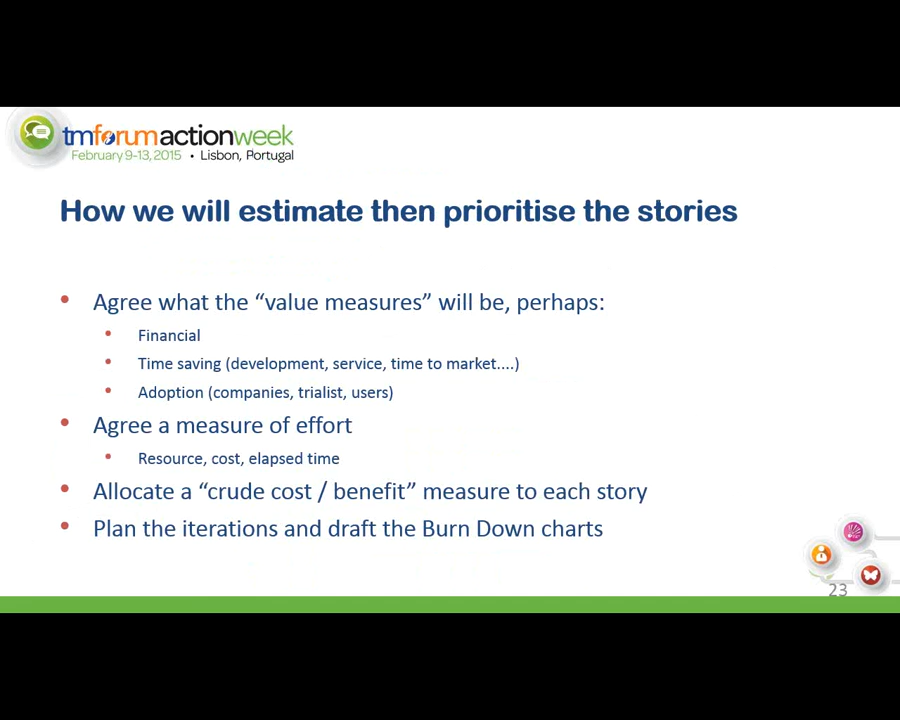 tmforumactionweek
February 9-13, 2015 • Lisbon, Portugal
How we will estimate then prioritise the stories
• Agree what the “value measures” will be, perhaps:
• Financial
• Time saving (development, service, time to market....)
• Adoption (companies, trialist, users)
• Agree a measure of effort
• Resource, cost, elapsed time
• Allocate a “crude cost / benefit” measure to each story
• Plan the iterations and draft the Burn Down charts
23